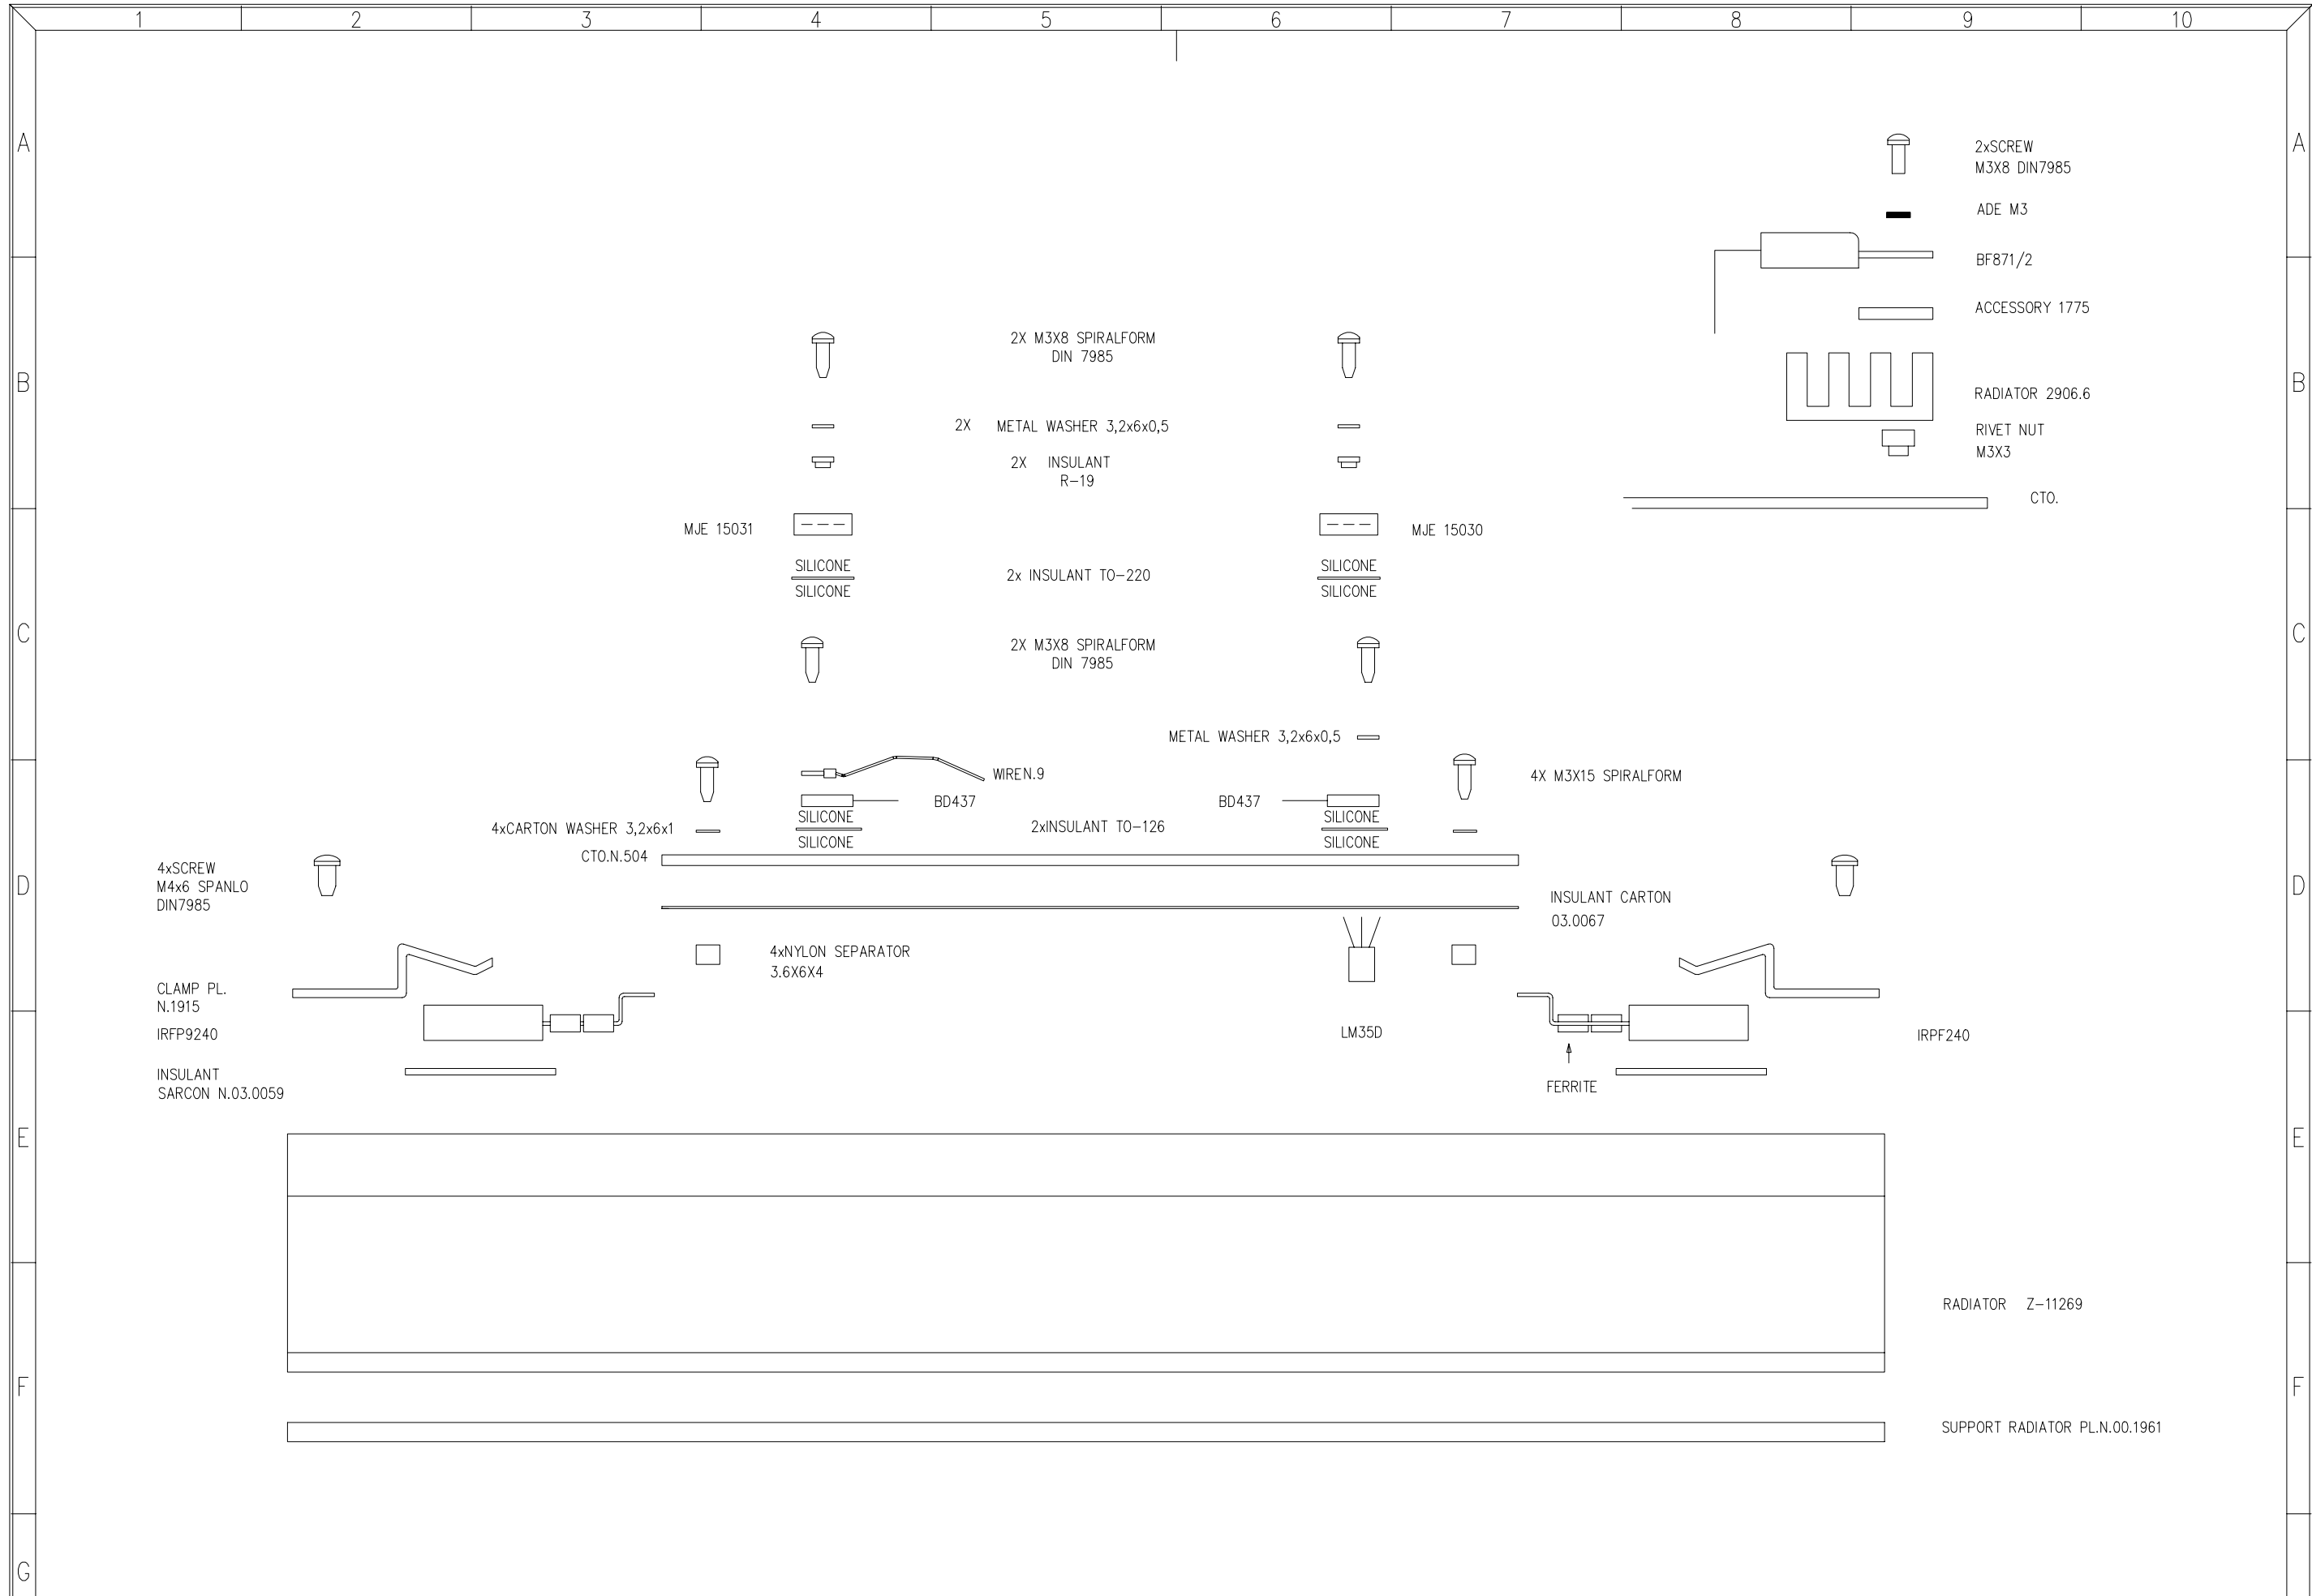 1 2 3 4 5 6 7 8 9 10
A A
2xSCREW
M3X8 DIN7985
ADE M3
BF871/2
ACCESSORY 1775
2X M3X8 SPIRALFORM
DIN 7985
B B
RADIATOR 2906.6
2X METAL WASHER 3,2x6x0,5
RIVET NUT
M3X3
2X INSULANT
R-19
CTO.
MJE 15031
MJE 15030
SILICONE
SILICONE
2x INSULANT TO-220
SILICONE
SILICONE
C C
2X M3X8 SPIRALFORM
DIN 7985
METAL WASHER 3,2x6x0,5
WIREN.9
4X M3X15 SPIRALFORM
BD437
BD437
4xCARTON WASHER 3,2x6x1
SILICONE
SILICONE
2xINSULANT TO-126
SILICONE
SILICONE
CTO.N.504
4xSCREW
M4x6 SPANLO
DIN7985
D D
INSULANT CARTON
03.0067
4xNYLON SEPARATOR
3.6X6X4
CLAMP PL.
N.1915
IRFP9240
LM35D
IRPF240
INSULANT
SARCON N.03.0059
FERRITE
E E
RADIATOR Z-11269
F F
SUPPORT RADIATOR PL.N.00.1961
G